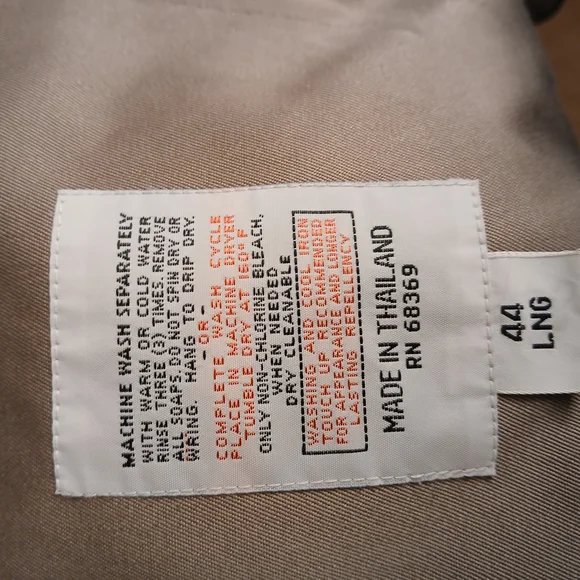 MACHINE WASH SEPARATELY
WITH WARM OR COLD WATER
RINSE THREE (3) TIMES. REMOVE
ALL SOAPS. DO NOT SPIN DRY OR
WRING. HANG TO DRIP DRY.
-OR-
COMPLETE WASH CYCLE
PLACE IN MACHINE DRYER
TUMBLE DRY AT 160°F
ONLY NON-CHLORINE BLEACH,
WHEN NEEDED
DRY CLEANABLE
WASHING AND COOL IRON
TOUCH UP RECOMMENDED
FOR APPEARANCE AND LONGER
LASTING REPELLENCY
MADE IN THAILAND
RN 68369
44
LNG